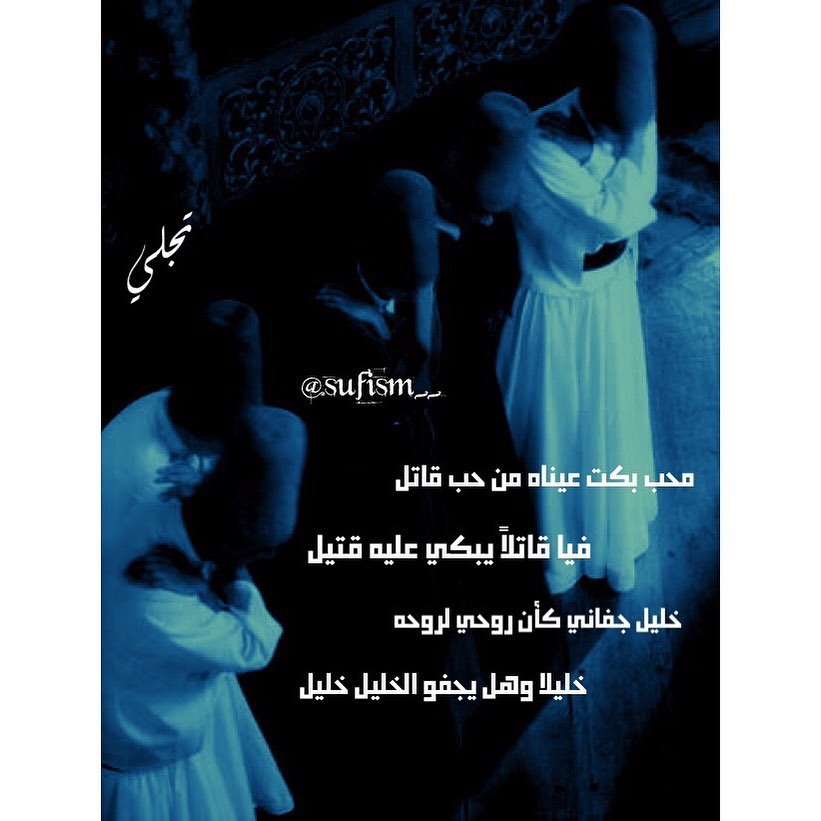 تجلي
@sufism__
محب بكت عيناه من حب قاتل
فيا قاتلاً يبكي عليه قتيل
خليل جفاني كأن روحي لروحه
خليلا وهل يجفو الخليل خليل